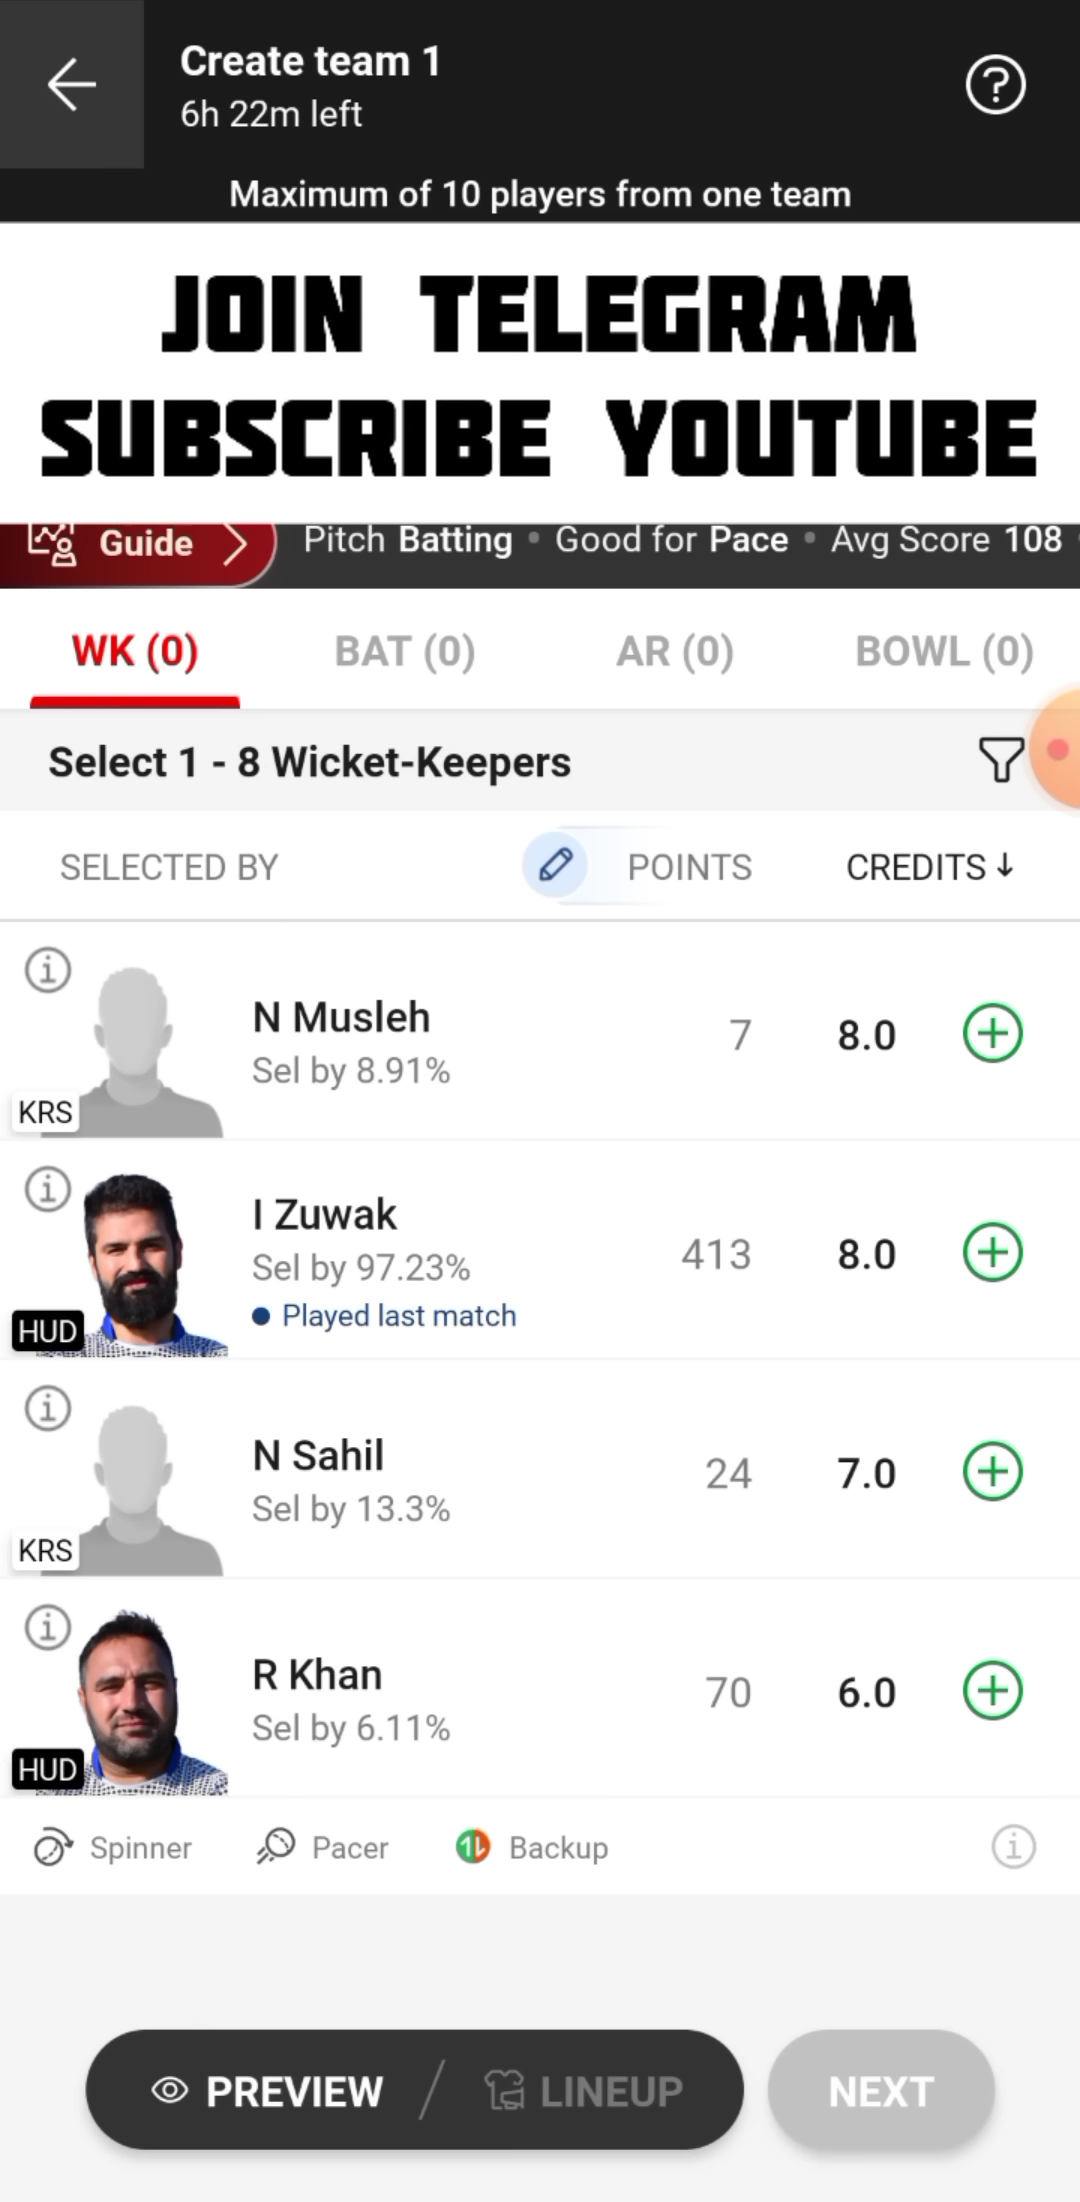 Create team 1
6h 22m left
Maximum of 10 players from one team
JOIN TELEGRAM
SUBSCRIBE YOUTUBE
Guide Pitch Batting • Good for Pace • Avg Score 108
WK (0) BAT (0) AR (0) BOWL (0)
Select 1 - 8 Wicket-Keepers
SELECTED BY POINTS CREDITS ↓
N Musleh 7 8.0
Sel by 8.91%
KRS
I Zuwak
Sel by 97.23% 413 8.0
• Played last match
HUD
N Sahil 24 7.0
Sel by 13.3%
KRS
R Khan 70 6.0
Sel by 6.11%
HUD
Spinner Pacer Backup
PREVIEW / LINEUP NEXT